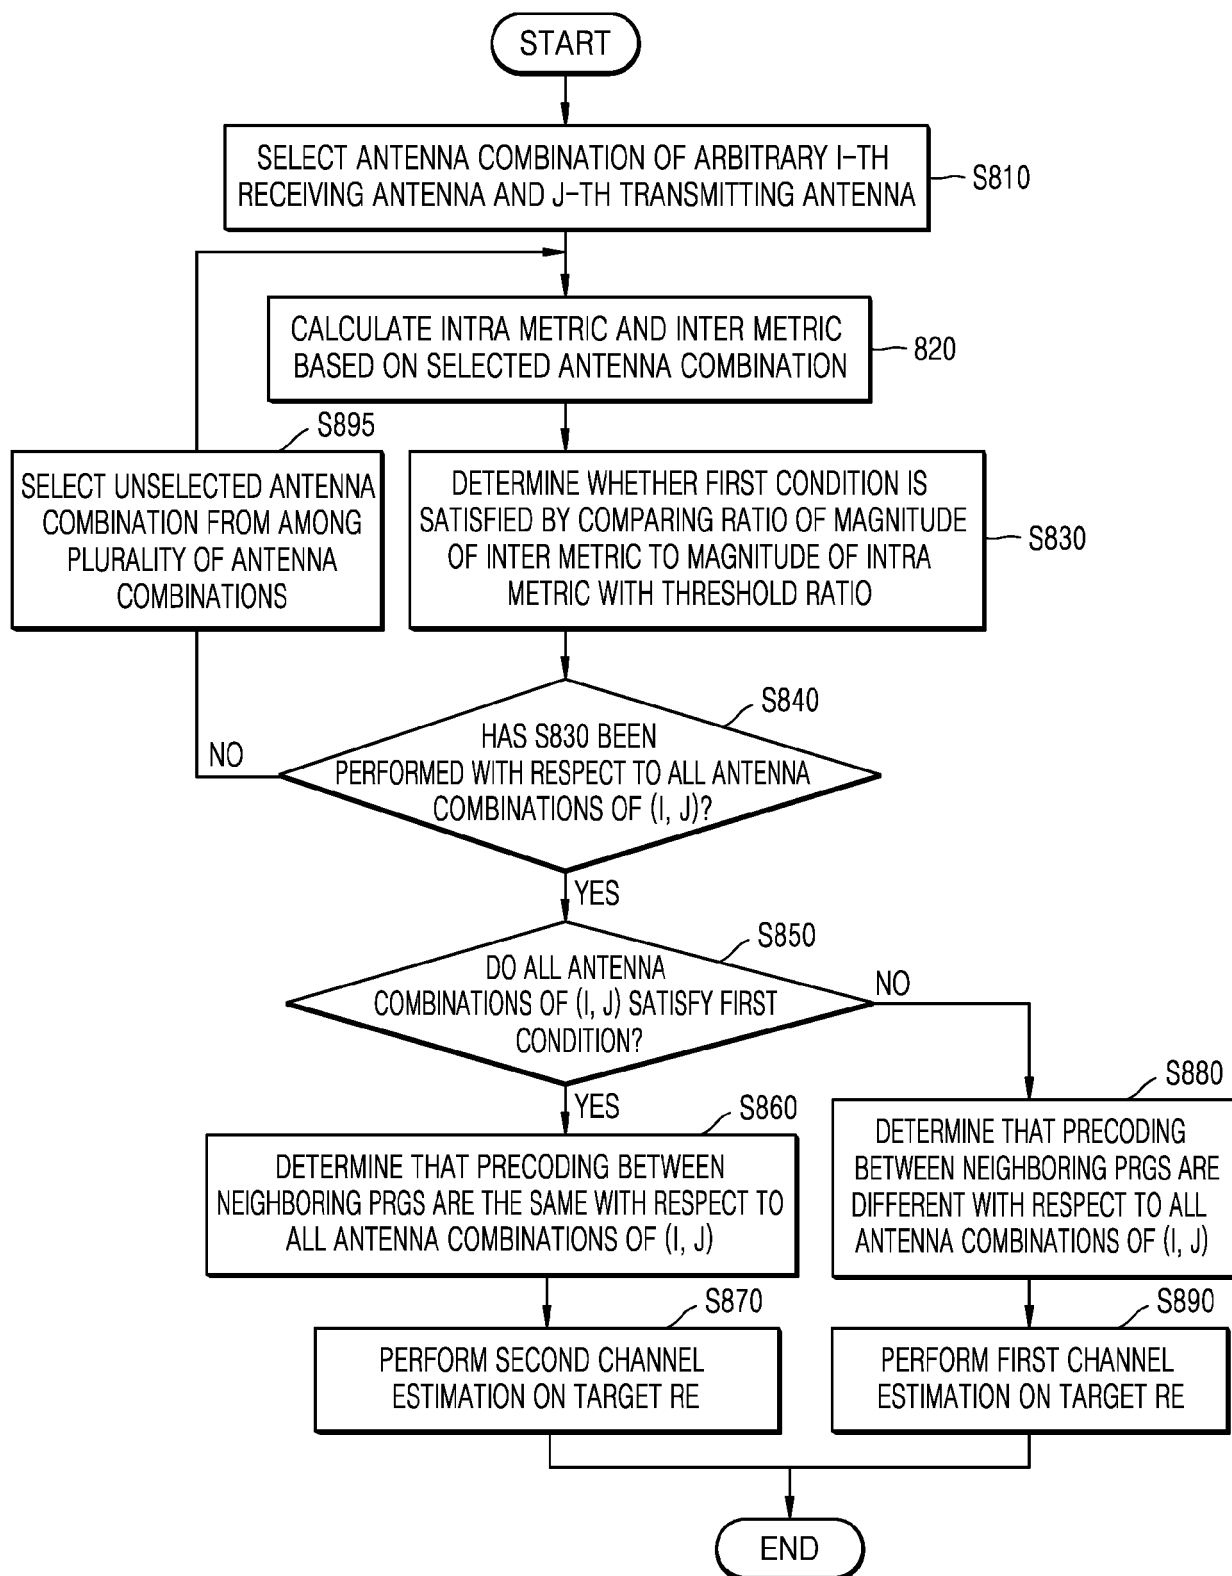 START
SELECT ANTENNA COMBINATION OF ARBITRARY I-TH
RECEIVING ANTENNA AND J-TH TRANSMITTING ANTENNA
S810
CALCULATE INTRA METRIC AND INTER METRIC
BASED ON SELECTED ANTENNA COMBINATION
820
S895
SELECT UNSELECTED ANTENNA
COMBINATION FROM AMONG
PLURALITY OF ANTENNA
COMBINATIONS
DETERMINE WHETHER FIRST CONDITION IS
SATISFIED BY COMPARING RATIO OF MAGNITUDE
OF INTER METRIC TO MAGNITUDE OF INTRA
METRIC WITH THRESHOLD RATIO
S830
S840
HAS S830 BEEN
PERFORMED WITH RESPECT TO ALL ANTENNA
COMBINATIONS OF (I, J)?
NO
YES
S850
DO ALL ANTENNA
COMBINATIONS OF (I, J) SATISFY FIRST
CONDITION?
NO
YES
S860
DETERMINE THAT PRECODING BETWEEN
NEIGHBORING PRGS ARE THE SAME WITH RESPECT TO
ALL ANTENNA COMBINATIONS OF (I, J)
S880
DETERMINE THAT PRECODING
BETWEEN NEIGHBORING PRGS ARE
DIFFERENT WITH RESPECT TO ALL
ANTENNA COMBINATIONS OF (I, J)
S870
PERFORM SECOND CHANNEL
ESTIMATION ON TARGET RE
S890
PERFORM FIRST CHANNEL
ESTIMATION ON TARGET RE
END